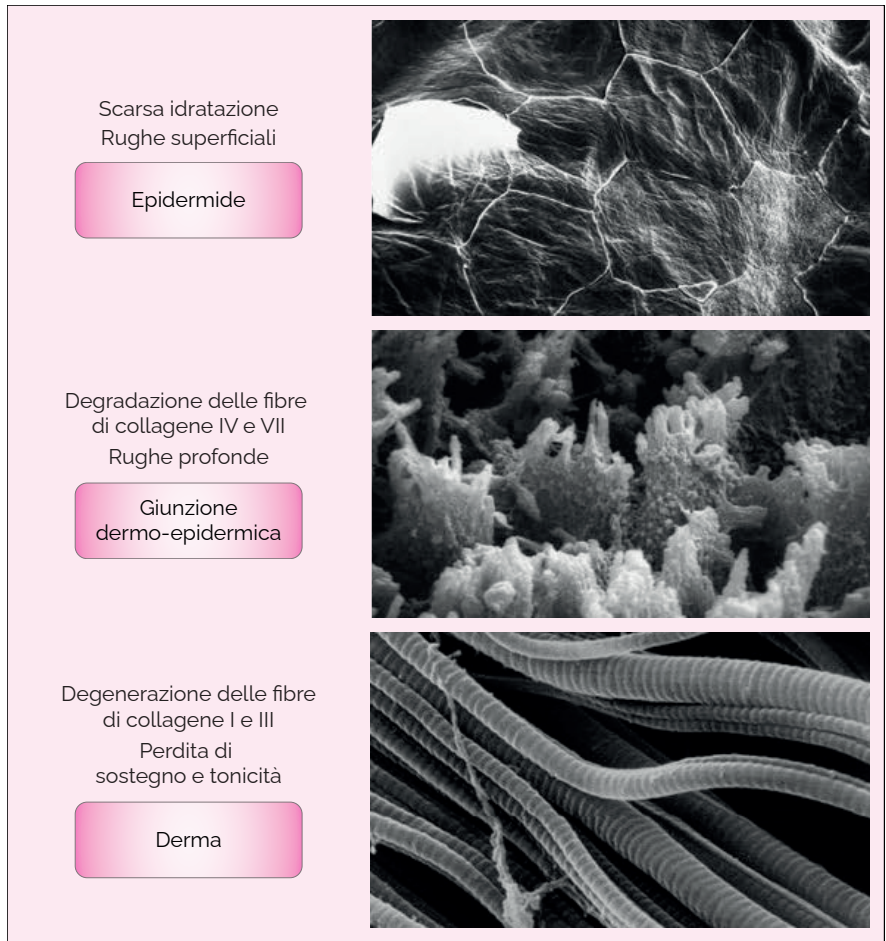 Scarsa idratazione
Rughe superficiali
Epidermide
Degradazione delle fibre
di collagene IV e VII
Rughe profonde
Giunzione
dermo-epidermica
Degenerazione delle fibre
di collagene I e III
Perdita di
sostegno e tonicità
Derma